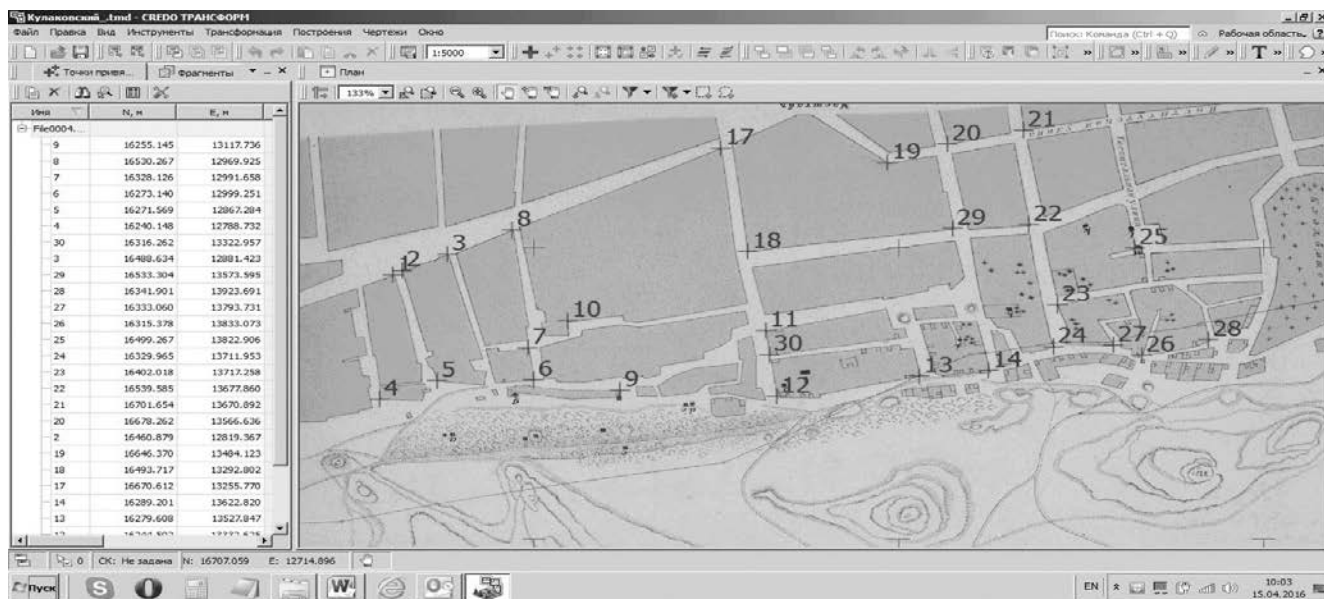 Кулаковский_.tmd - CREDO ТРАНСФОРМ
Файл Правка Вид Инструменты Трансформация Построения Чертежи Окно
Поиск: Команда (Ctrl + Q) Рабочая область
1:5000
Точки привя... Фрагменты План
133%
Имя N, м E, м
File0004....
9 16255.145 13117.736
8 16530.267 12969.925
7 16328.126 12991.658
6 16273.140 12999.251
5 16271.569 12867.284
4 16240.148 12788.732
30 16316.262 13322.957
3 16488.634 12881.423
29 16533.304 13573.595
28 16341.901 13923.691
27 16333.060 13793.731
26 16315.378 13833.073
25 16499.267 13822.906
24 16329.965 13711.953
23 16402.018 13717.258
22 16539.585 13677.860
21 16701.654 13670.892
20 16678.262 13566.636
2 16460.879 12819.367
19 16646.370 13484.123
18 16493.717 13292.802
17 16670.612 13255.770
14 16289.201 13622.820
13 16279.608 13527.847
17
19
20
21
8
3
2
1
18
29
22
25
10
7
11
30
23
24
27
26
28
4
5
6
9
12
13
14
0 СК: Не задана N: 16707.059 E: 12714.896
Пуск
EN
10:03
15.04.2016